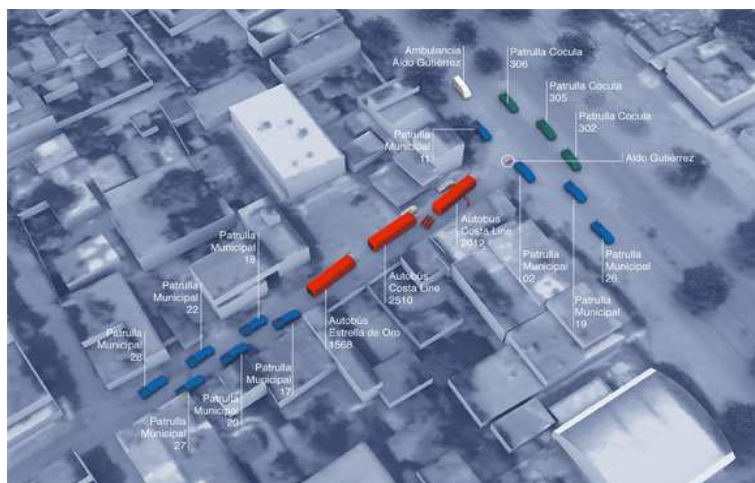 Ambulancia
Aldo Gutiérrez
Patrulla Cocula
306
Patrulla Cocula
305
Patrulla Cocula
302
Patrulla
Municipal
11
Aldo Gutiérrez
Autobús
Costa Line
2012
Patrulla
Municipal
02
Patrulla
Municipal
26
Patrulla
Municipal
19
Autobús
Costa Line
2510
Autobús
Estrella de Oro
1568
Patrulla
Municipal
18
Patrulla
Municipal
22
Patrulla
Municipal
28
Patrulla
Municipal
17
Patrulla
Municipal
20
Patrulla
Municipal
27